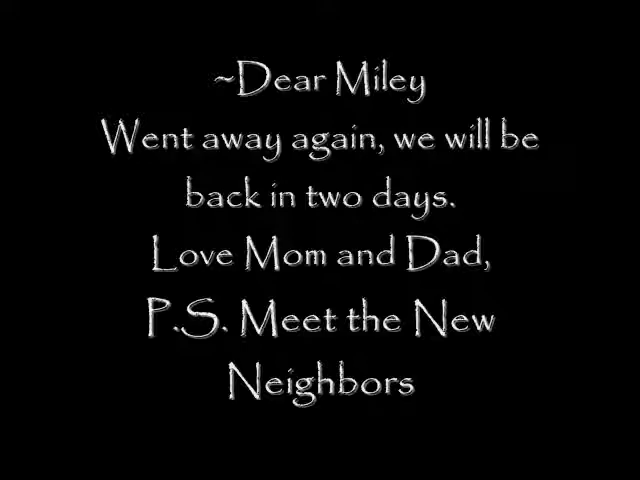 ~Dear Miley
Went away again, we will be
back in two days.
Love Mom and Dad,
P.S. Meet the New
Neighbors